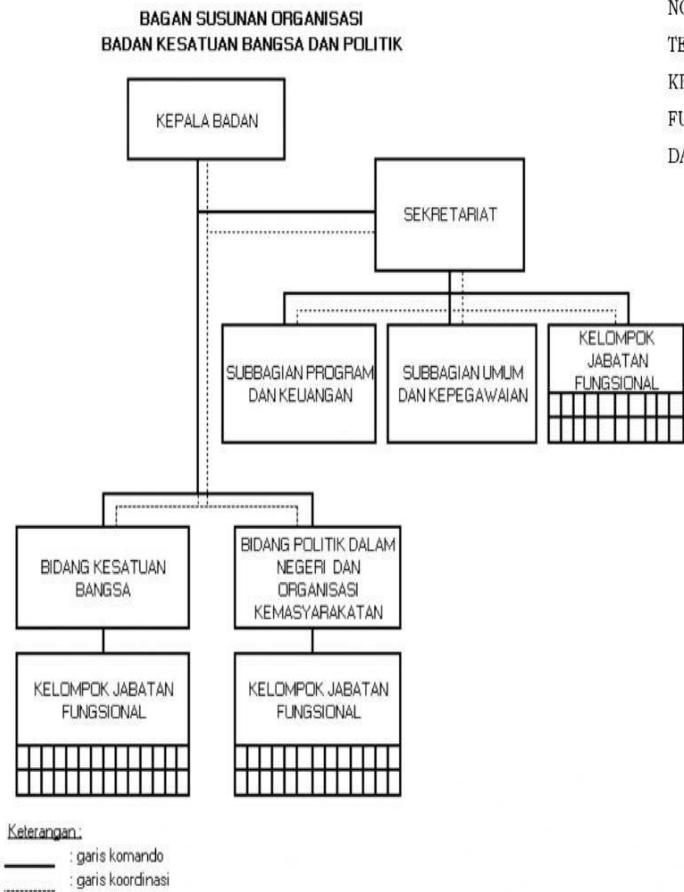 BAGAN SUSUNAN ORGANISASI
BADAN KESATUAN BANGSA DAN POLITIK
KEPALA BADAN
SEKRETARIAT
SUBBAGIAN PROGRAM
DAN KEUANGAN
SUBBAGIAN UMUM
DAN KEPEGAWAIAN
KELOMPOK
JABATAN
FUNGSIONAL
BIDANG KESATUAN
BANGSA
BIDANG POLITIK DALAM
NEGERI DAN
ORGANISASI
KEMASYARAKATAN
KELOMPOK JABATAN
FUNGSIONAL
KELOMPOK JABATAN
FUNGSIONAL
Keterangan :
: garis komando
: garis koordinasi